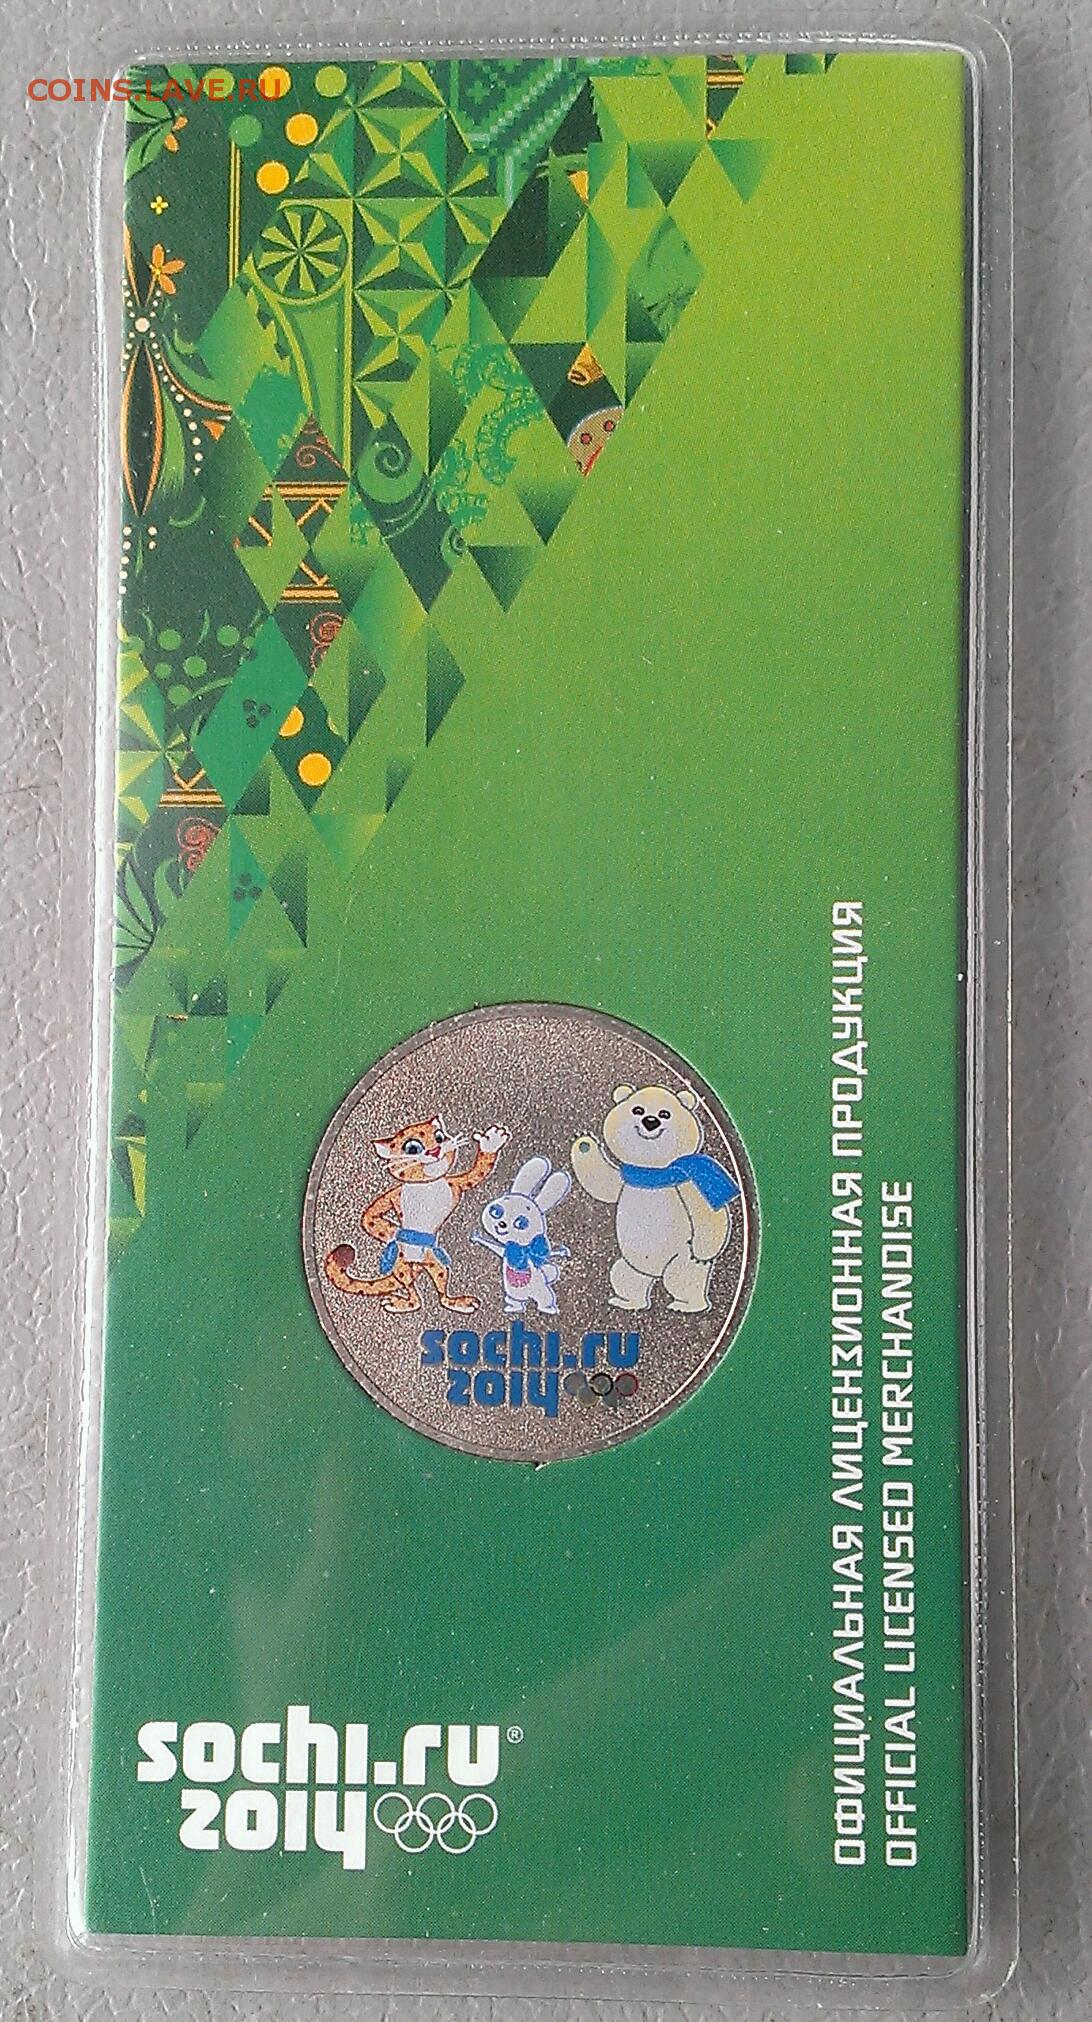 COINS.LAVE.RU
sochi.ru
2014
sochi.ru®
2014
ОФИЦИАЛЬНАЯ ЛИЦЕНЗИОННАЯ ПРОДУКЦИЯ
OFFICIAL LICENSED MERCHANDISE